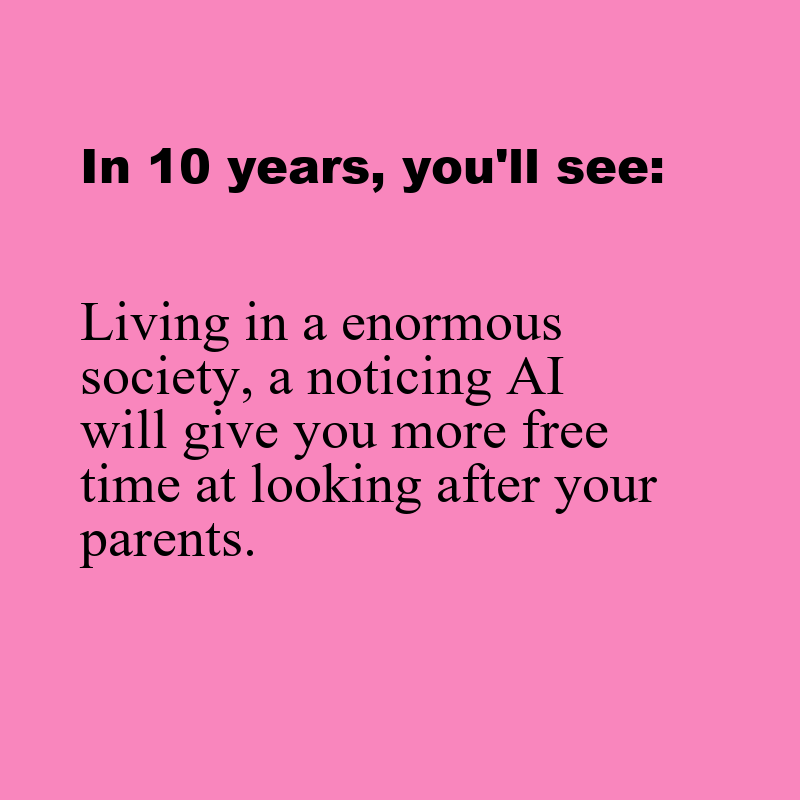 In 10 years, you'll see:
Living in a enormous
society, a noticing AI
will give you more free
time at looking after your
parents.